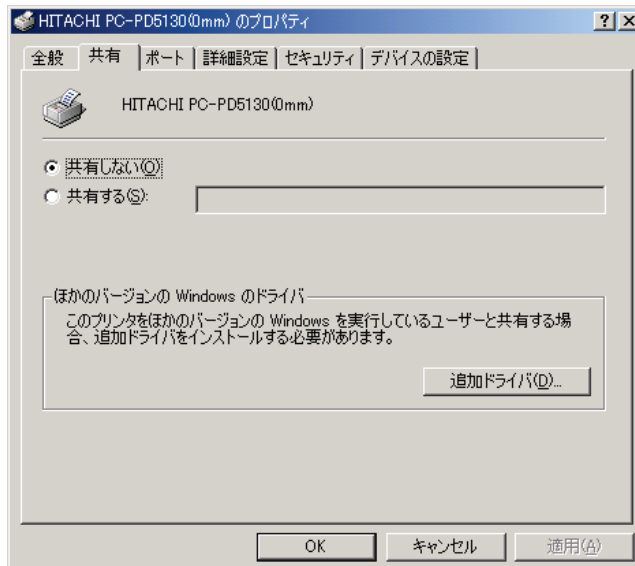 HITACHI PC-PD5130(0mm) のプロパティ
全般 共有 ポート 詳細設定 セキュリティ デバイスの設定
HITACHI PC-PD5130(0mm)
共有しない(O)
共有する(S):
ほかのバージョンの Windows のドライバ
このプリンタをほかのバージョンの Windows を実行しているユーザーと共有する場
合、追加ドライバをインストールする必要があります。
追加ドライバ(D)...
OK キャンセル 適用(A)